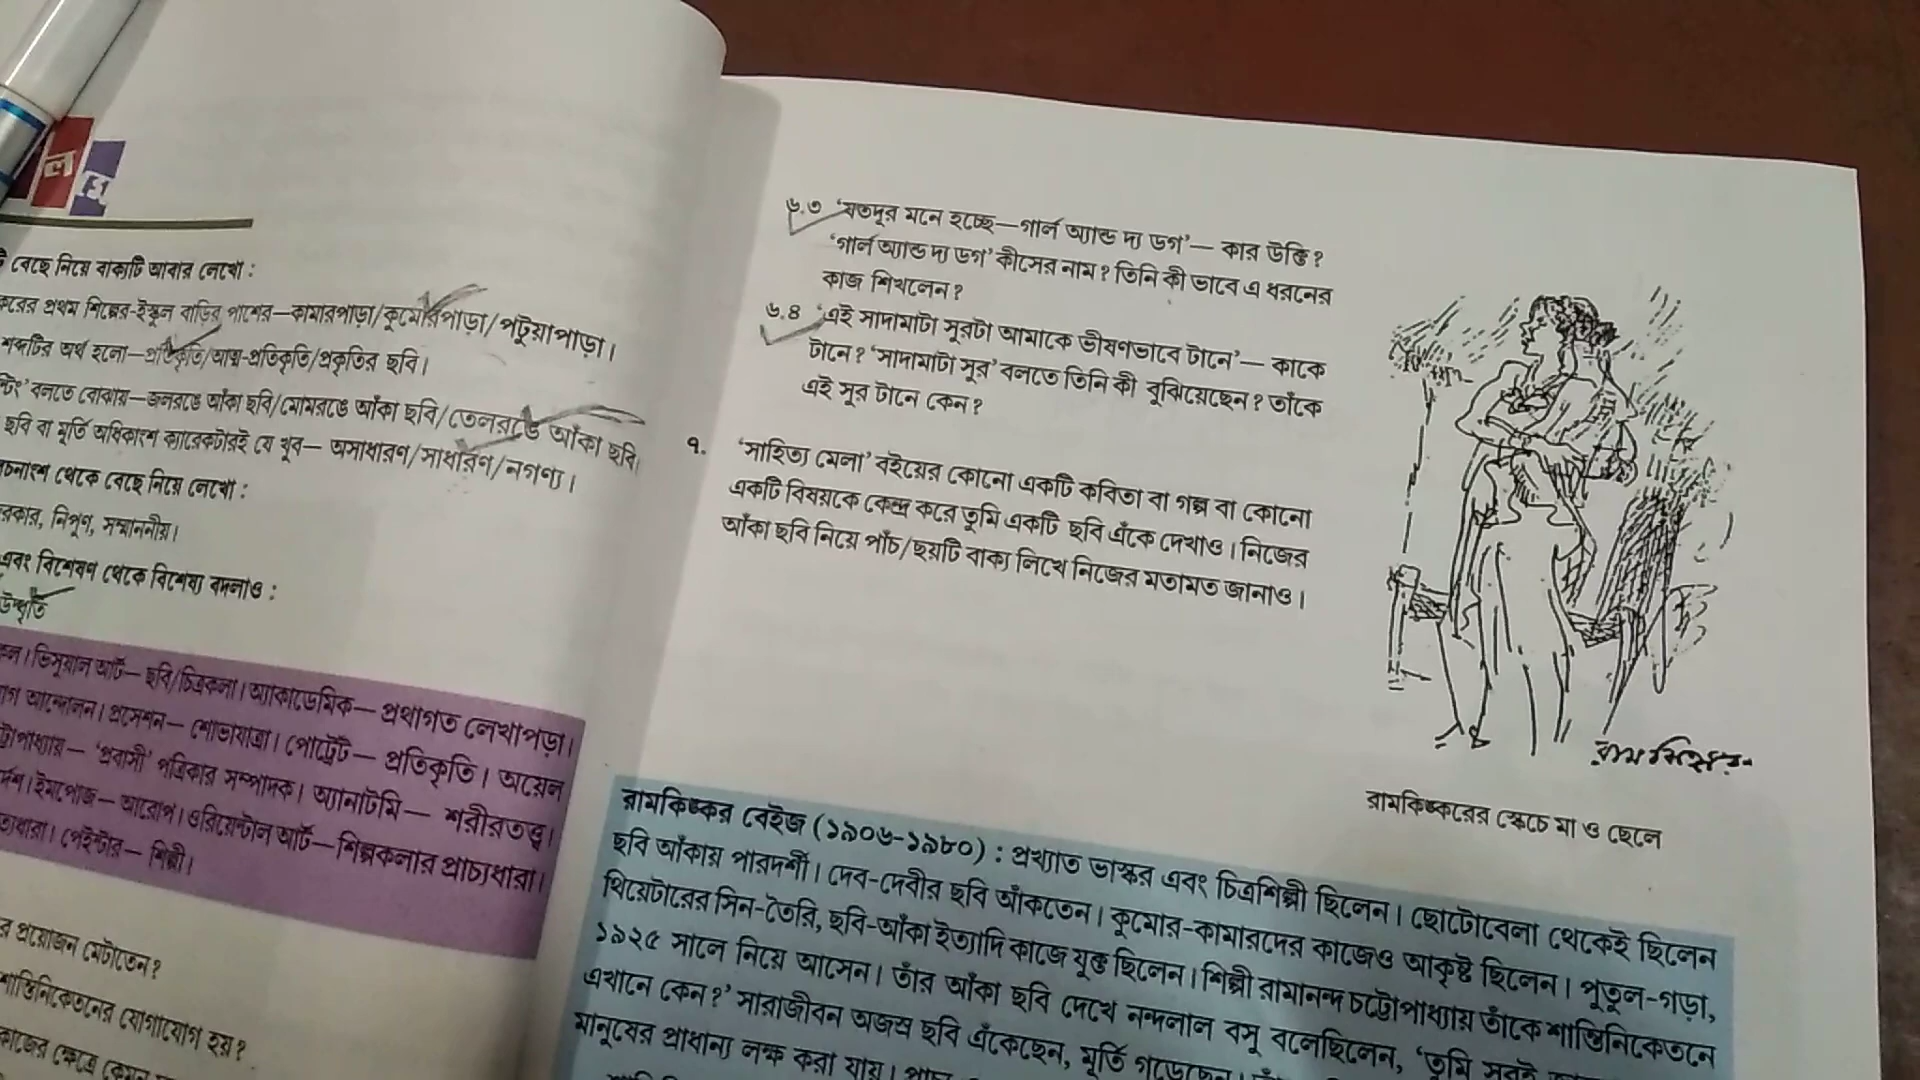 ল
বেছে নিয়ে বাক্যটি আবার লেখো :
প্রথম শিল্পের-ইস্কুল বাড়ির পাশের—কামারপাড়া/কুমোরপাড়া/পটুয়াপাড়া।
শব্দটির অর্থ হলো—প্রতিকৃতি/আত্ম-প্রতিকৃতি/প্রকৃতির ছবি।
বলতে বোঝায়—জলরঙে আঁকা ছবি/মোমরঙে আঁকা ছবি/তেলরঙে আঁকা ছবি।
ছবি বা মূর্তি অধিকাংশ ক্যারেকটারই যে খুব— অসাধারণ/সাধারণ/নগণ্য।
থেকে বেছে নিয়ে লেখো :
নিপুণ, সম্মাননীয়।
এবং বিশেষণ থেকে বিশেষ্য বদলাও :
ভিসুয়াল আর্ট— ছবি/চিত্রকলা। অ্যাকাডেমিক— প্রথাগত লেখাপড়া।
আন্দোলন। প্রসেশন— শোভাযাত্রা। পোট্রেট— প্রতিকৃতি। অয়েল
'প্রবাসী' পত্রিকার সম্পাদক। অ্যানাটমি— শরীরতত্ত্ব।
ইমপোজ— আরোপ। ওরিয়েন্টাল আর্ট—শিল্পকলার প্রাচ্যধারা।
পেইন্টার— শিল্পী।
প্রয়োজন মেটাতেন?
শান্তিনিকেতনের যোগাযোগ হয়?
কাজের ক্ষেত্রে কেমন
৬.৩ 'যতদূর মনে হচ্ছে—গার্ল অ্যান্ড দ্য ডগ'— কার উক্তি?
'গার্ল অ্যান্ড দ্য ডগ' কীসের নাম? তিনি কী ভাবে এ ধরনের
কাজ শিখলেন?
৬.৪ 'এই সাদামাটা সুরটা আমাকে ভীষণভাবে টানে'— কাকে
টানে? 'সাদামাটা সুর' বলতে তিনি কী বুঝিয়েছেন? তাঁকে
এই সুর টানে কেন?
৭. 'সাহিত্য মেলা' বইয়ের কোনো একটি কবিতা বা গল্প বা কোনো
একটি বিষয়কে কেন্দ্র করে তুমি একটি ছবি এঁকে দেখাও। নিজের
আঁকা ছবি নিয়ে পাঁচ/ছয়টি বাক্য লিখে নিজের মতামত জানাও।
রামকিঙ্করের স্কেচে মা ও ছেলে
রামকিঙ্কর বেইজ (১৯০৬-১৯৮০) : প্রখ্যাত ভাস্কর এবং চিত্রশিল্পী ছিলেন। ছোটোবেলা থেকেই ছিলেন
ছবি আঁকায় পারদর্শী। দেব-দেবীর ছবি আঁকতেন। কুমোর-কামারদের কাজেও আকৃষ্ট ছিলেন। পুতুল-গড়া,
থিয়েটারের সিন-তৈরি, ছবি-আঁকা ইত্যাদি কাজে যুক্ত ছিলেন। শিল্পী রামানন্দ চট্টোপাধ্যায় তাঁকে শান্তিনিকেতনে
১৯২৫ সালে নিয়ে আসেন। তাঁর আঁকা ছবি দেখে নন্দলাল বসু বলেছিলেন, 'তুমি সবই
এখানে কেন?' সারাজীবন অজস্র ছবি এঁকেছেন, মূর্তি গড়েছেন।
মানুষের প্রাধান্য লক্ষ করা যায়।